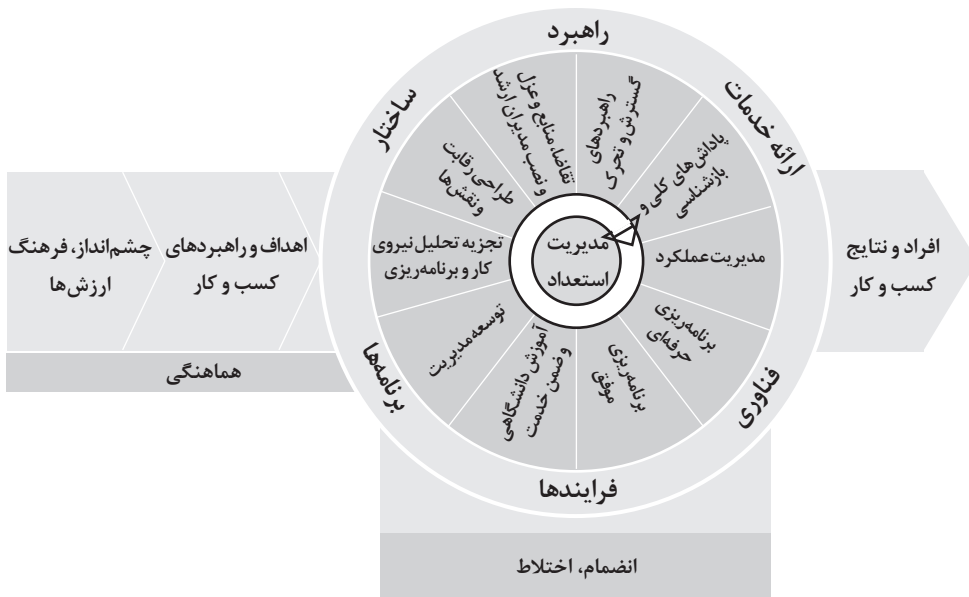 راهبرد
ارائه خدمات
فناوری
فرایندها
برنامه‌ها
ساختار
راهبردهای
گسترش و تحرک
پاداش‌های کلی و
بازشناسی
مدیریت عملکرد
برنامه‌ریزی
حرفه‌ای
برنامه‌ریزی
موفق
آموزش دانشگاهی
و ضمن خدمت
توسعه مدیریت
تجزیه تحلیل نیروی
کار و برنامه‌ریزی
طراحی رقابت
و نقش‌ها
تقاضا، منابع و عزل
و نصب مدیران ارشد
مدیریت
استعداد
افراد و نتایج
کسب و کار
اهداف و راهبردهای
کسب و کار
چشم‌انداز، فرهنگ
ارزش‌ها
هماهنگی
انضمام، اختلاط